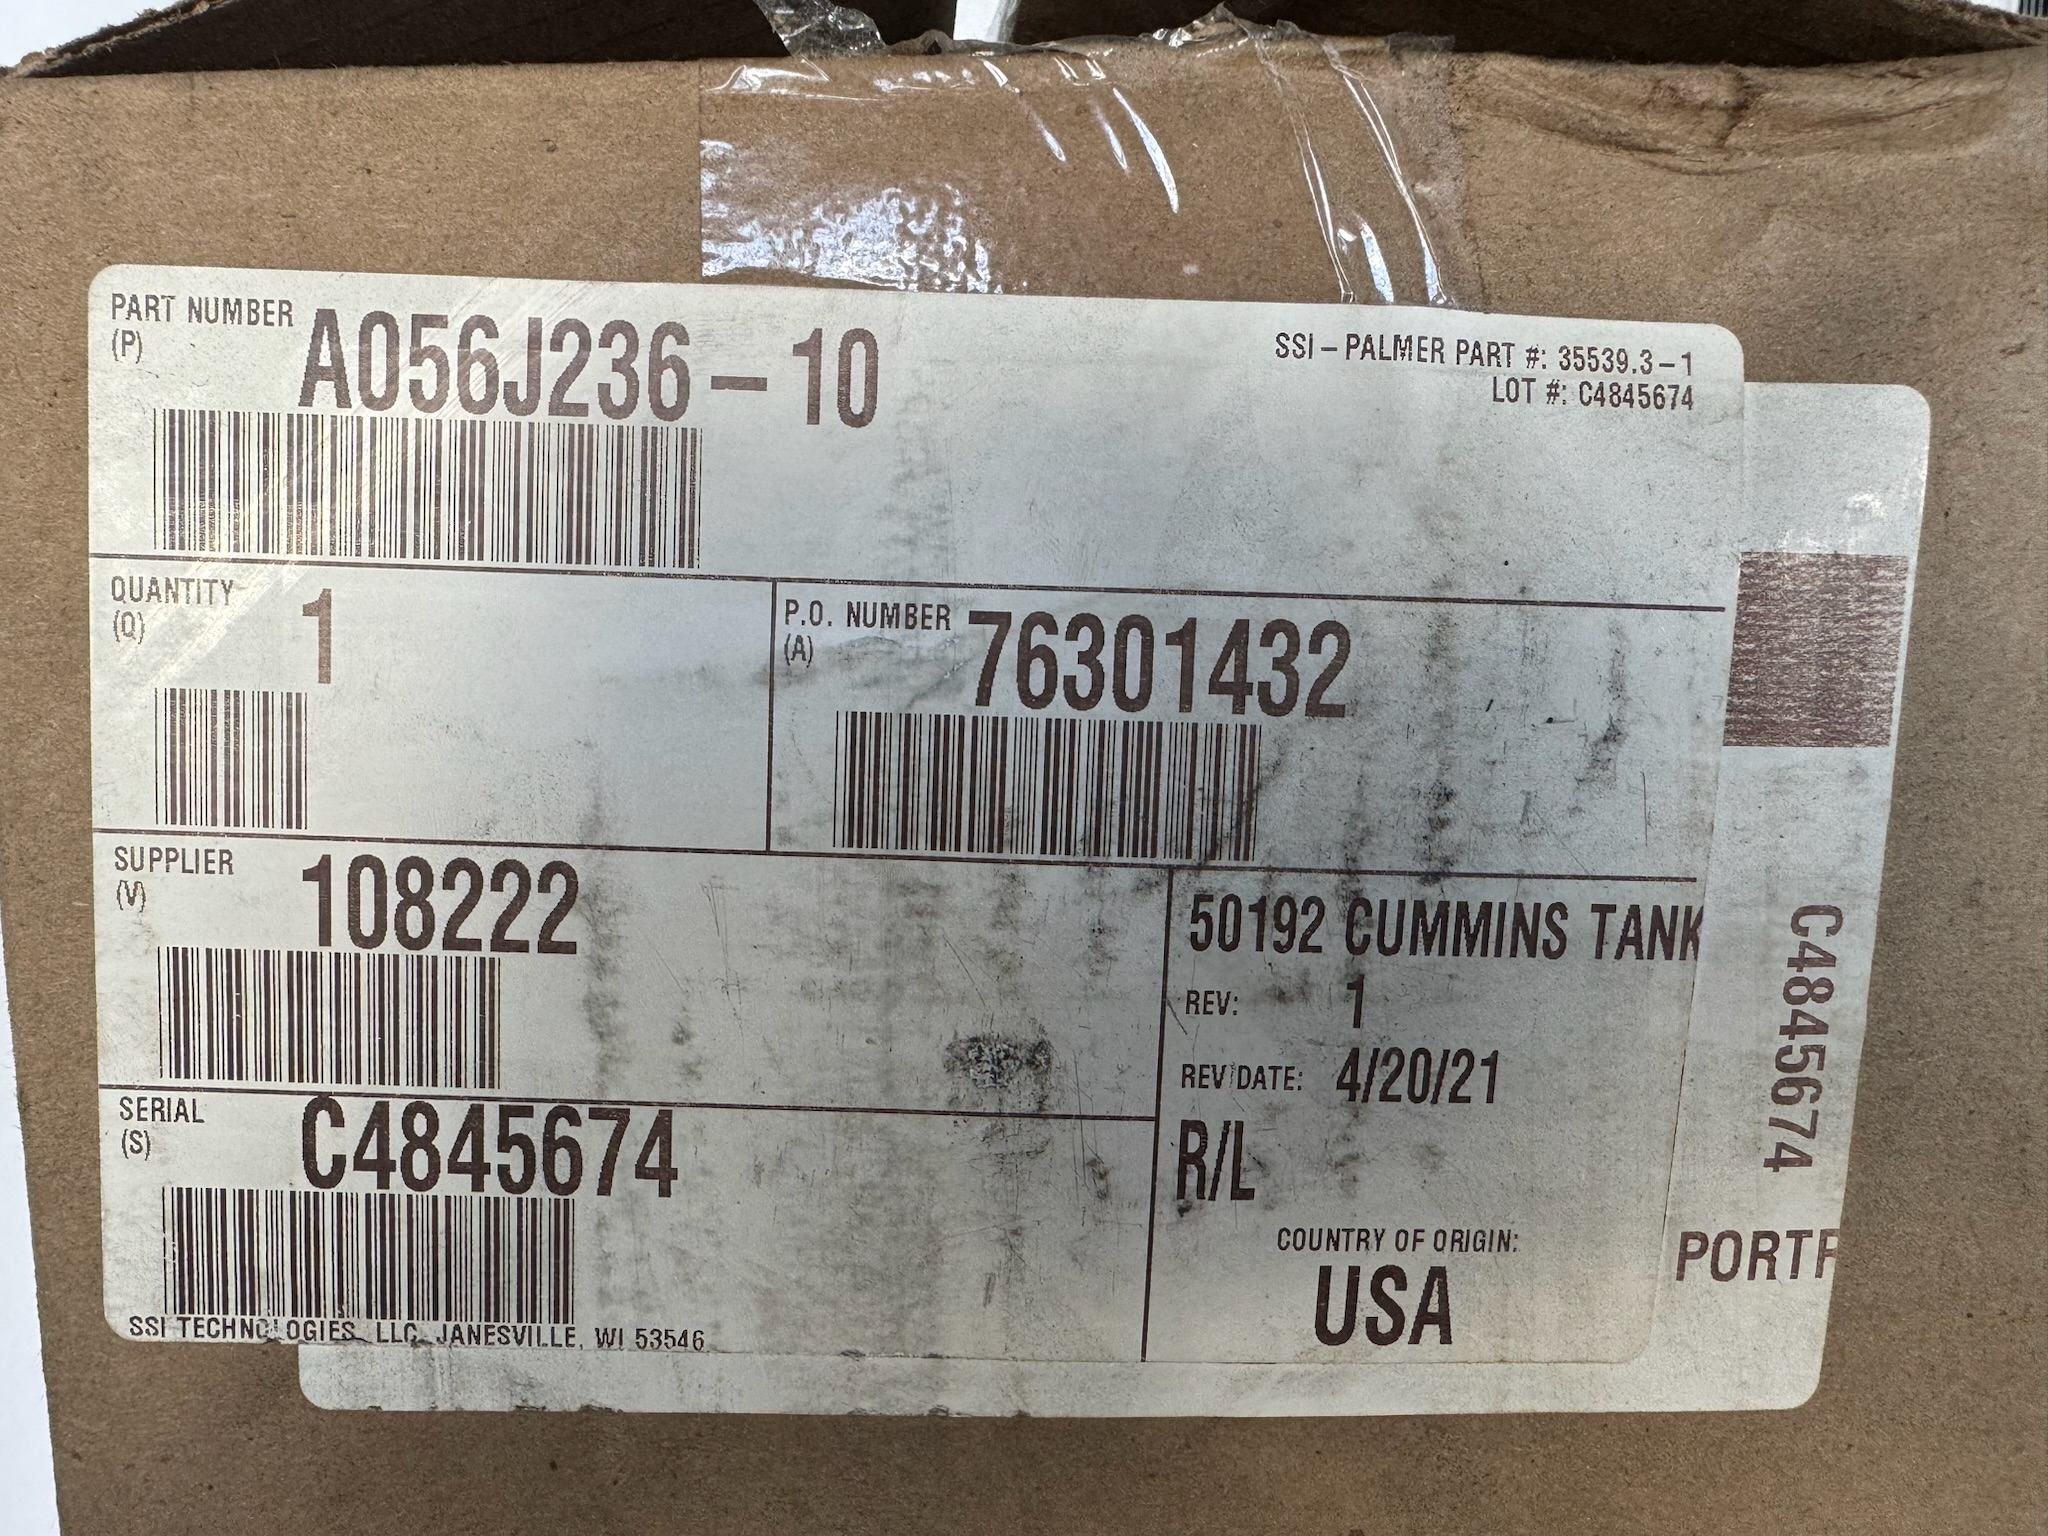 PART NUMBER
(P)
A056J236-10
SSI-PALMER PART #: 35539.3-1
LOT #: C4845674
QUANTITY
(Q)
1
P.O. NUMBER
(A)
76301432
SUPPLIER
(V)
108222
50192 CUMMINS TANK
REV: 1
REV DATE: 4/20/21
R/L
SERIAL
(S)
C4845674
COUNTRY OF ORIGIN:
USA
SSI TECHNOLOGIES, LLC, JANESVILLE, WI 53546
C4845674